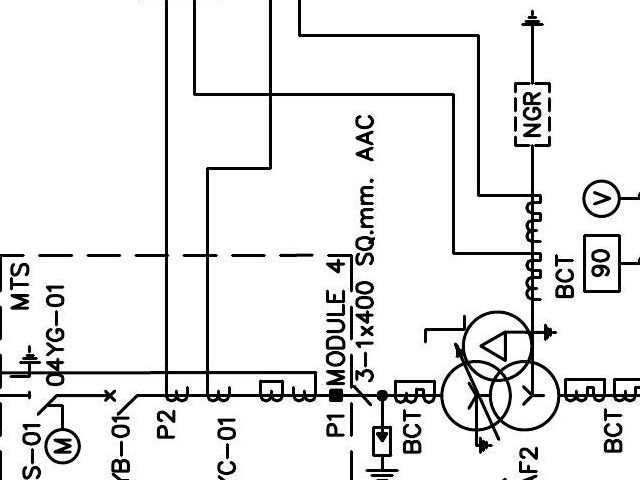 MTS
04YG-01
S-01
M
YB-01
P2
YC-01
P1
MODULE 4
3-1x400 SQ.mm. AAC
BCT
NGR
BCT
V
90
AF2
BCT